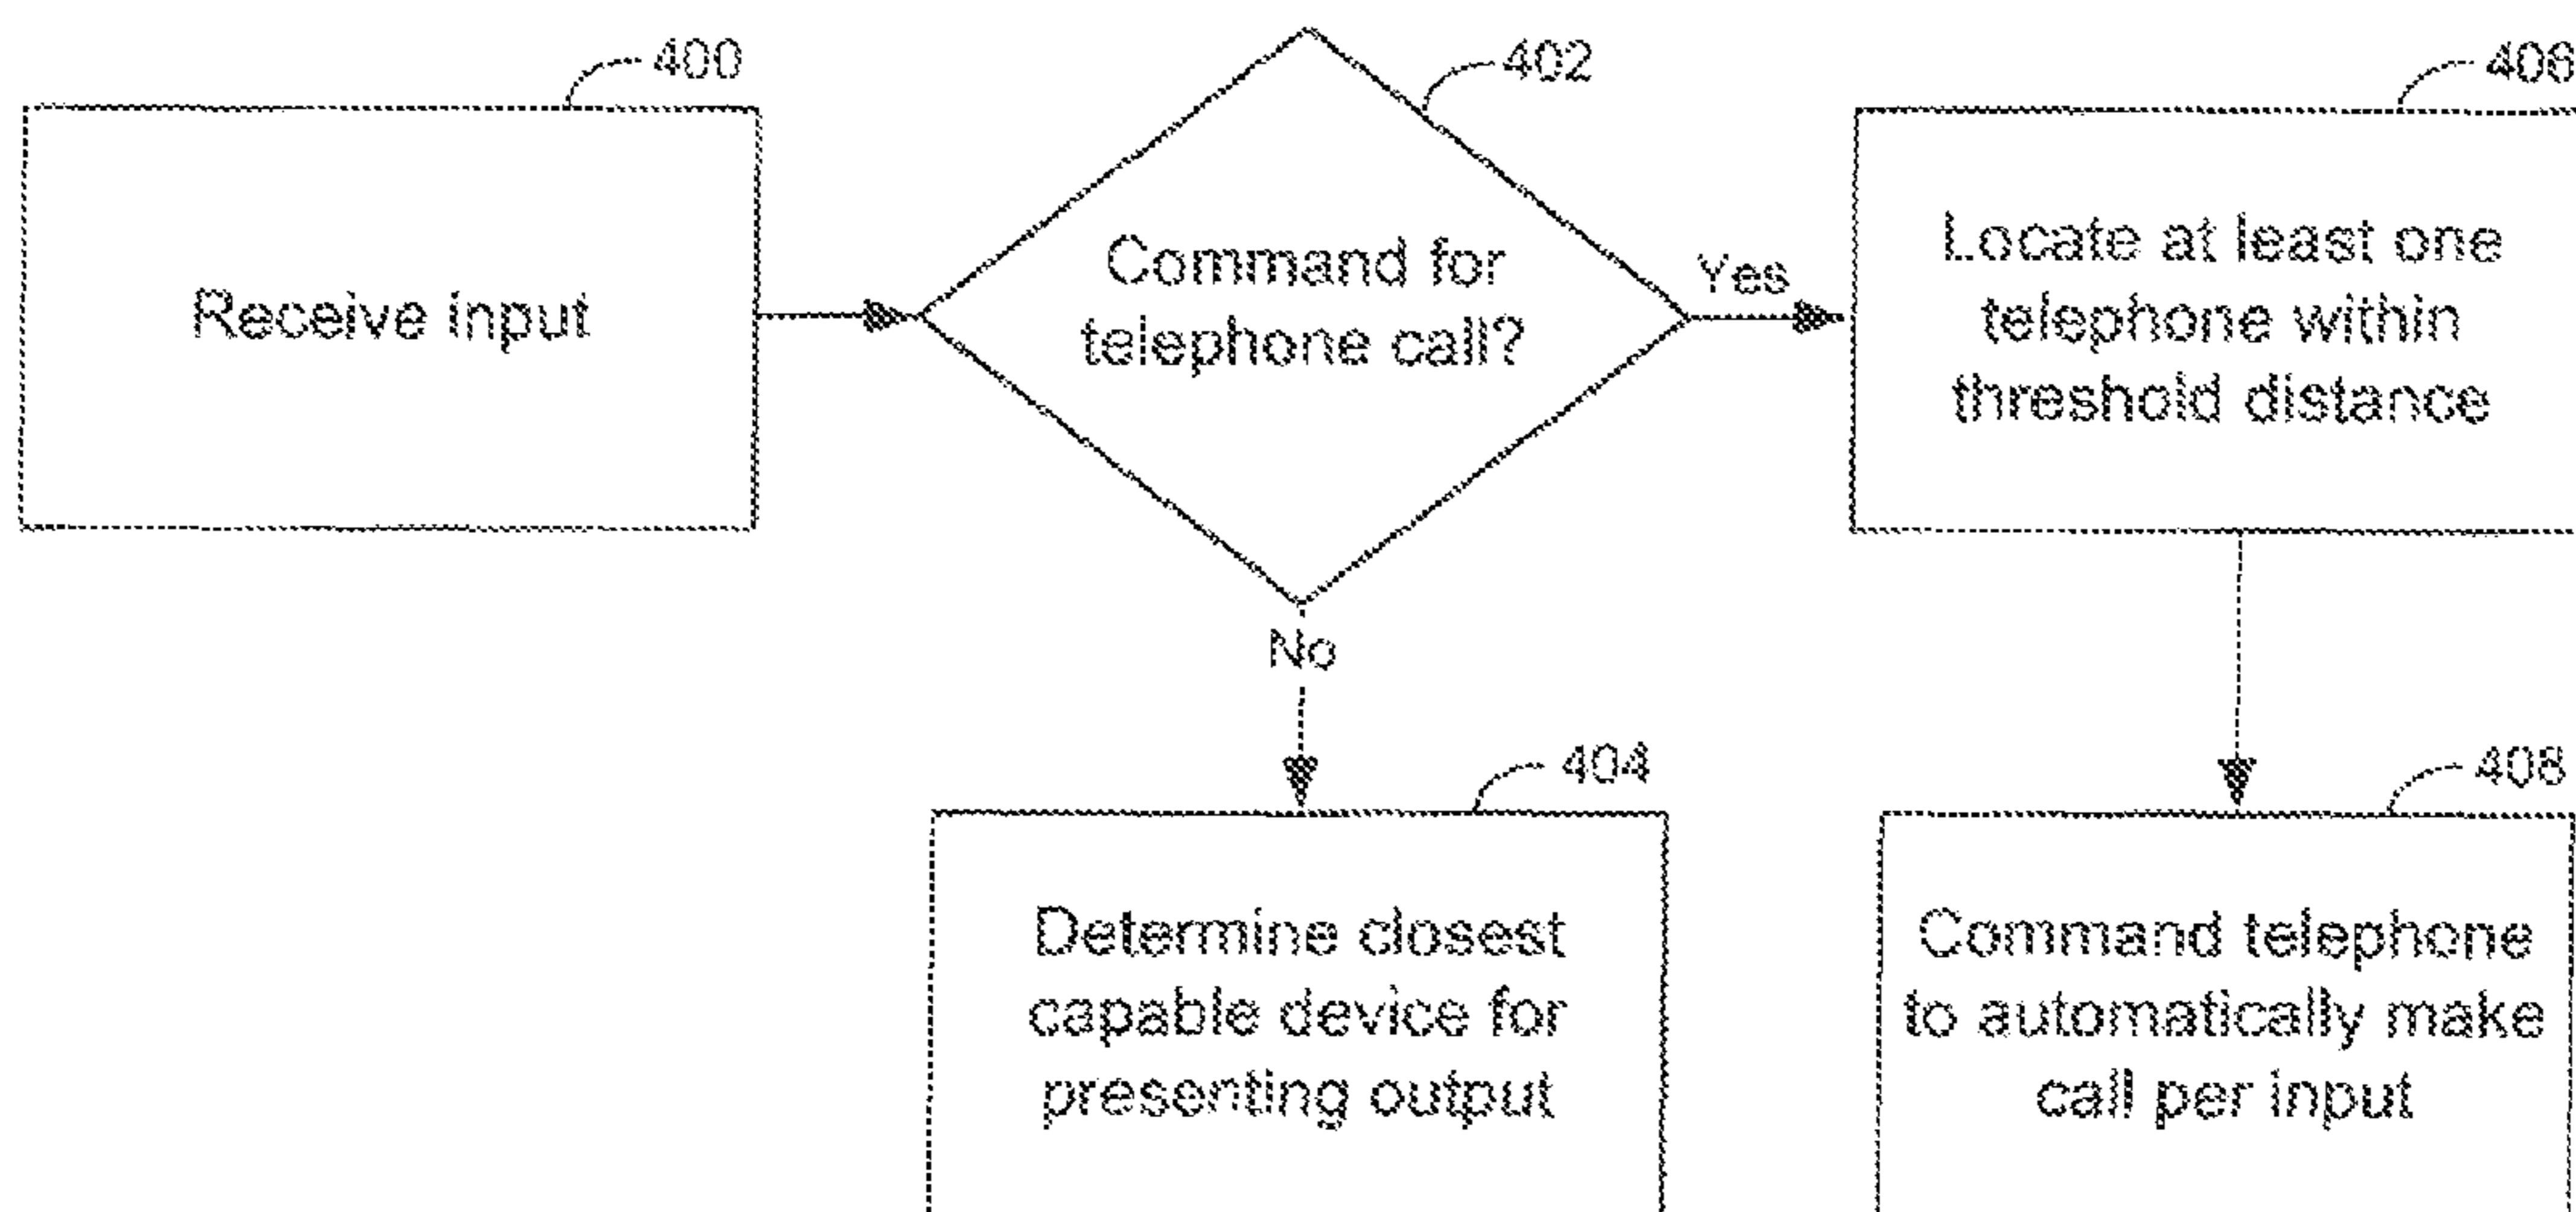 400
Receive input
402
Command for
telephone call?
Yes
No
406
Locate at least one
telephone within
threshold distance
404
Determine closest
capable device for
presenting output
408
Command telephone
to automatically make
call per input